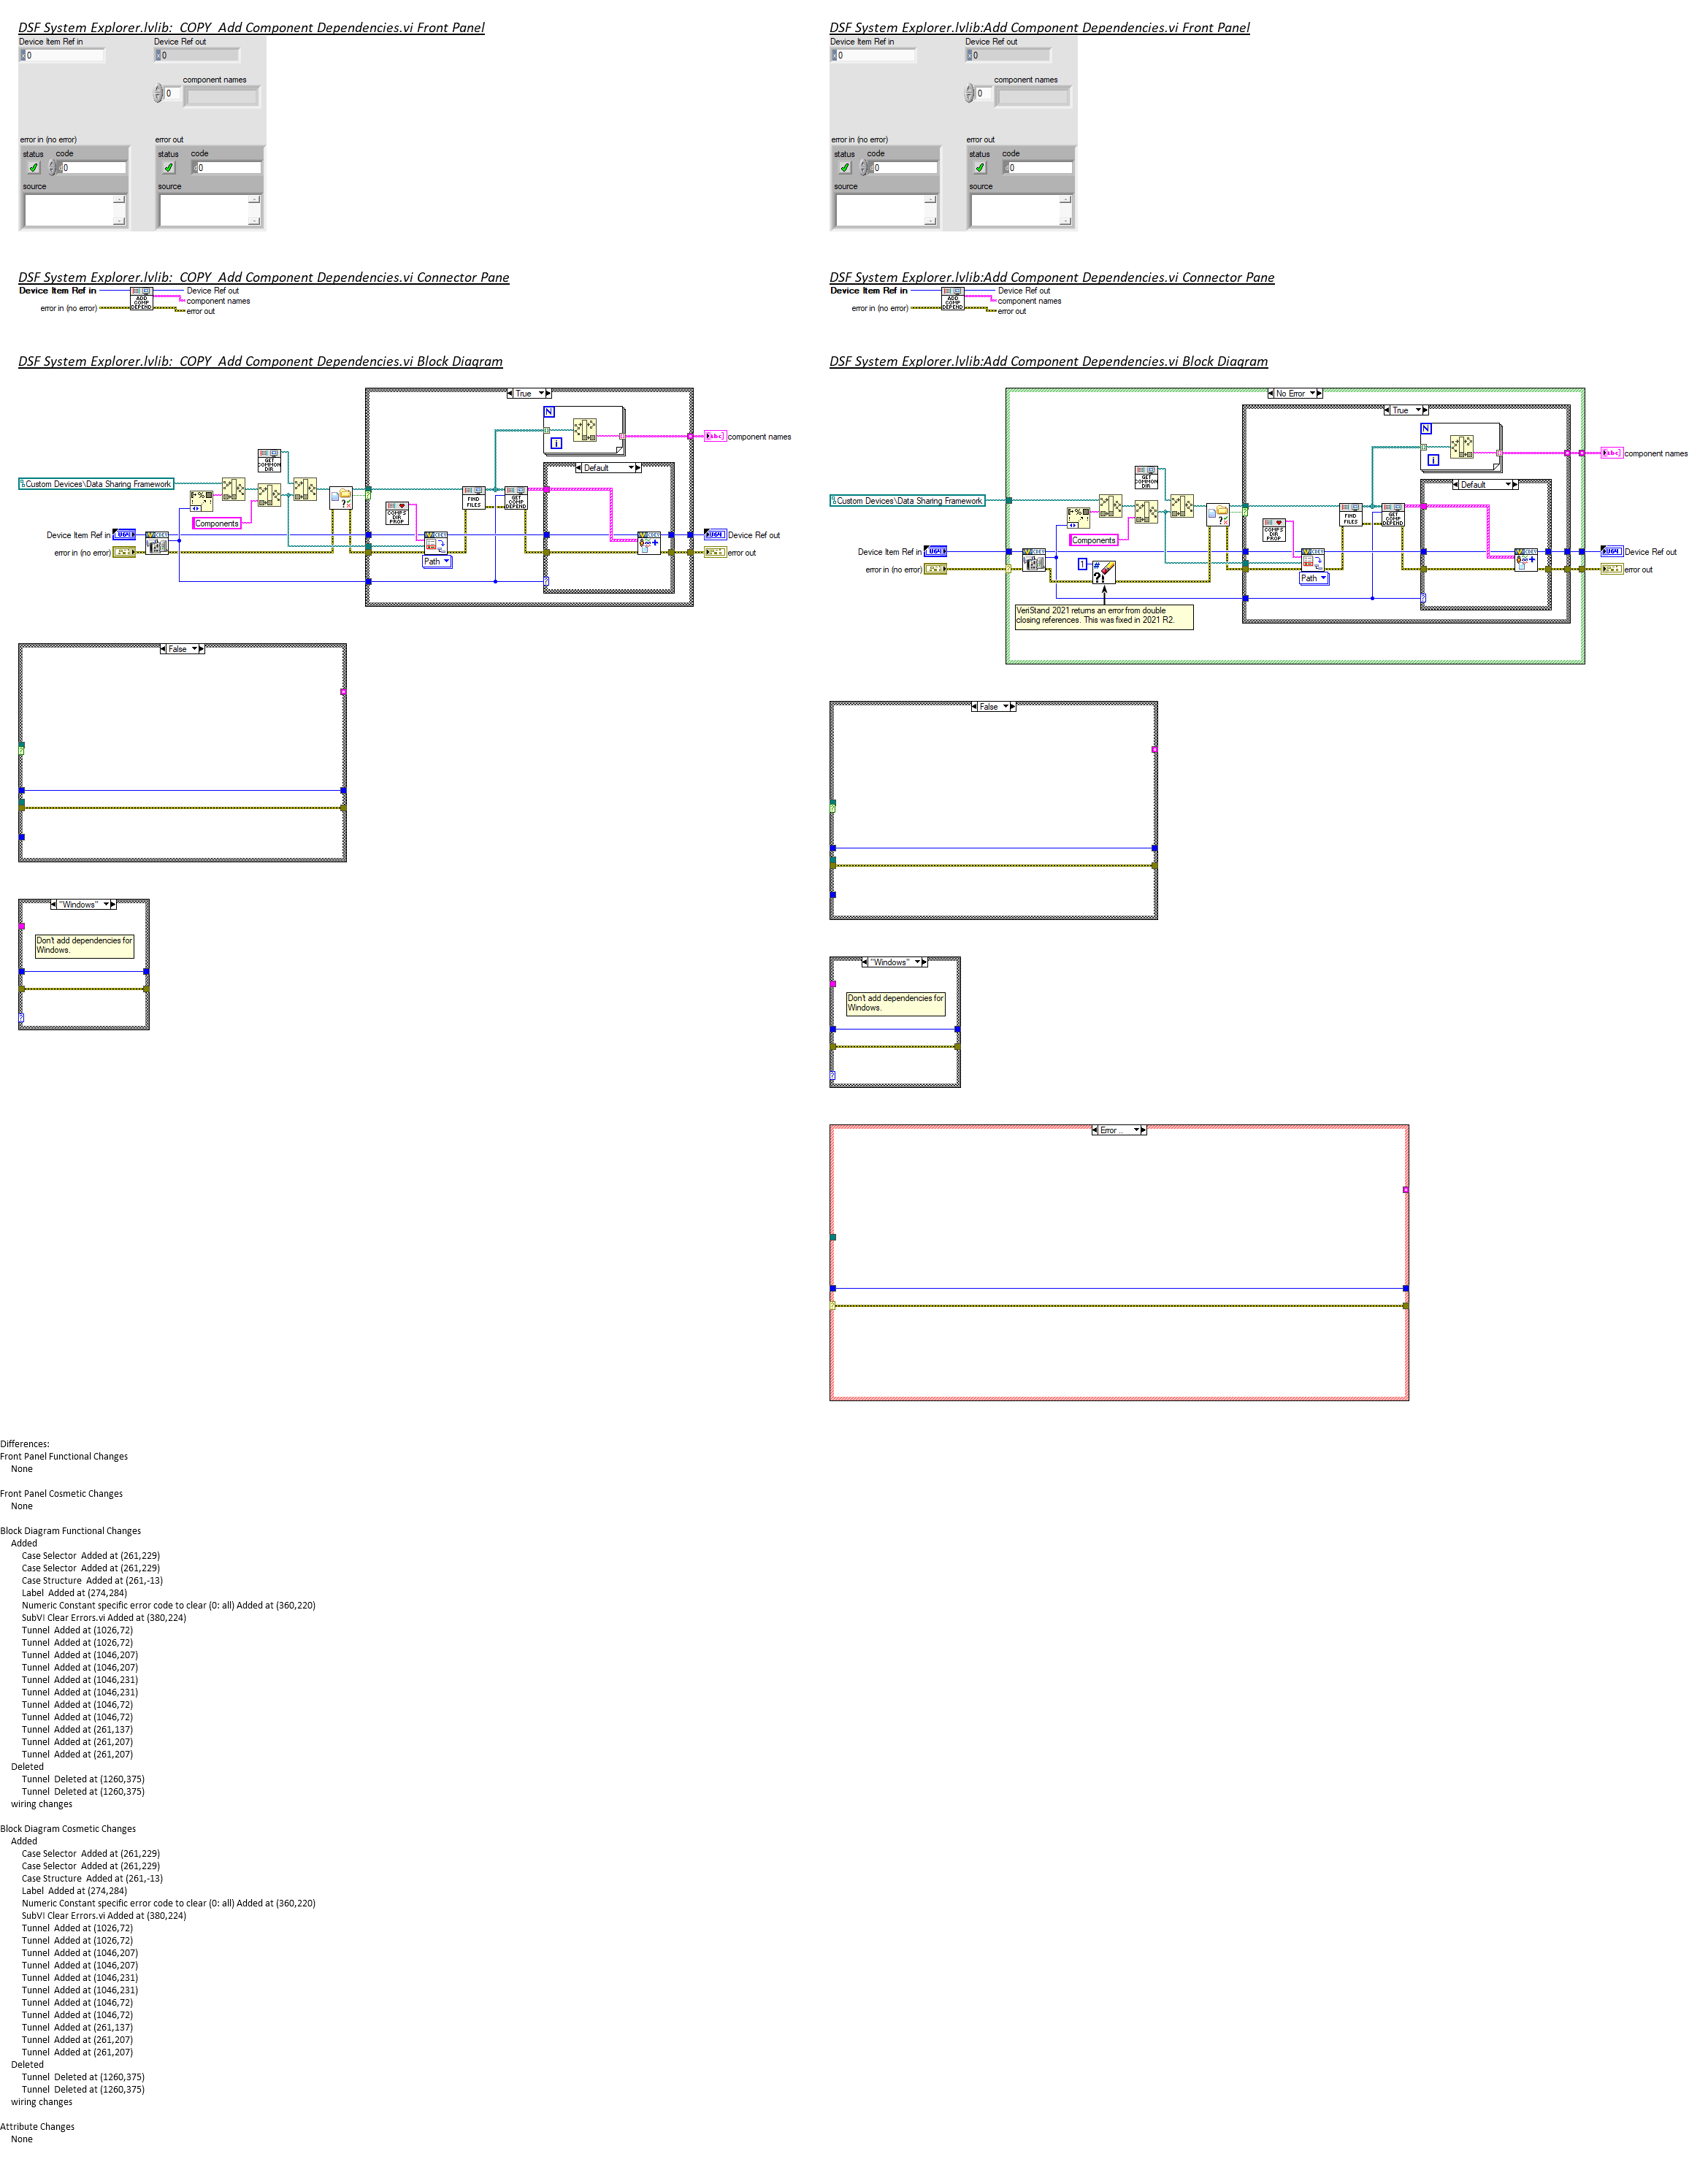 DSF System Explorer.lvlib:  COPY  Add Component Dependencies.vi Front Panel
Device Item Ref in
Device Ref out
0
0
component names
0
error in (no error)
error out
status
code
status
code
0
0
source
source
DSF System Explorer.lvlib:Add Component Dependencies.vi Front Panel
Device Item Ref in
Device Ref out
0
0
component names
0
error in (no error)
error out
status
code
status
code
0
0
source
source
DSF System Explorer.lvlib:  COPY  Add Component Dependencies.vi Connector Pane
Device Item Ref in
Device Ref out
ADD
COMP
DEPEND
component names
error in (no error)
error out
DSF System Explorer.lvlib:Add Component Dependencies.vi Connector Pane
Device Item Ref in
Device Ref out
ADD
COMP
DEPEND
component names
error in (no error)
error out
DSF System Explorer.lvlib:  COPY  Add Component Dependencies.vi Block Diagram
True
N
i
abc
component names
GET
COMMON
DIR
Default
Custom Devices\Data Sharing Framework
Components
COMPS
DIR
PROP
FIND
FILES
GET
COMP
DEPEND
Device Item Ref in
U64
Device Ref out
error in (no error)
error out
Path
False
"Windows"
Don't add dependencies for
Windows.
DSF System Explorer.lvlib:Add Component Dependencies.vi Block Diagram
No Error
True
N
i
abc
component names
GET
COMMON
DIR
Default
Custom Devices\Data Sharing Framework
Components
COMPS
DIR
PROP
FIND
FILES
GET
COMP
DEPEND
Device Item Ref in
U64
Device Ref out
error in (no error)
1
error out
Path
VeriStand 2021 returns an error from double
closing references. This was fixed in 2021 R2.
False
"Windows"
Don't add dependencies for
Windows.
Error ..
Differences:
Front Panel Functional Changes
None
Front Panel Cosmetic Changes
None
Block Diagram Functional Changes
Added
Case Selector  Added at (261,229)
Case Selector  Added at (261,229)
Case Structure  Added at (261,-13)
Label  Added at (274,284)
Numeric Constant specific error code to clear (0: all) Added at (360,220)
SubVI Clear Errors.vi Added at (380,224)
Tunnel  Added at (1026,72)
Tunnel  Added at (1026,72)
Tunnel  Added at (1046,207)
Tunnel  Added at (1046,207)
Tunnel  Added at (1046,231)
Tunnel  Added at (1046,231)
Tunnel  Added at (1046,72)
Tunnel  Added at (1046,72)
Tunnel  Added at (261,137)
Tunnel  Added at (261,207)
Tunnel  Added at (261,207)
Deleted
Tunnel  Deleted at (1260,375)
Tunnel  Deleted at (1260,375)
wiring changes
Block Diagram Cosmetic Changes
Added
Case Selector  Added at (261,229)
Case Selector  Added at (261,229)
Case Structure  Added at (261,-13)
Label  Added at (274,284)
Numeric Constant specific error code to clear (0: all) Added at (360,220)
SubVI Clear Errors.vi Added at (380,224)
Tunnel  Added at (1026,72)
Tunnel  Added at (1026,72)
Tunnel  Added at (1046,207)
Tunnel  Added at (1046,207)
Tunnel  Added at (1046,231)
Tunnel  Added at (1046,231)
Tunnel  Added at (1046,72)
Tunnel  Added at (1046,72)
Tunnel  Added at (261,137)
Tunnel  Added at (261,207)
Tunnel  Added at (261,207)
Deleted
Tunnel  Deleted at (1260,375)
Tunnel  Deleted at (1260,375)
wiring changes
Attribute Changes
None